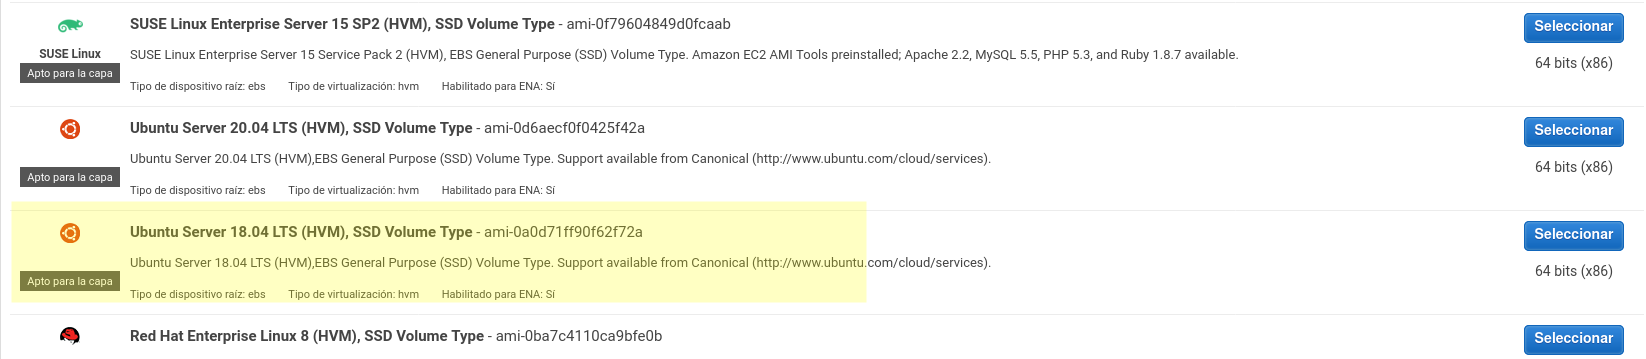 SUSE Linux Enterprise Server 15 SP2 (HVM), SSD Volume Type - ami-0f79604849d0fcaab
Seleccionar
SUSE Linux
SUSE Linux Enterprise Server 15 Service Pack 2 (HVM), EBS General Purpose (SSD) Volume Type. Amazon EC2 AMI Tools preinstalled; Apache 2.2, MySQL 5.5, PHP 5.3, and Ruby 1.8.7 available.
64 bits (x86)
Apto para la capa
Tipo de dispositivo raíz: ebs Tipo de virtualización: hvm Habilitado para ENA: Sí
Ubuntu Server 20.04 LTS (HVM), SSD Volume Type - ami-0d6aecf0f0425f42a
Seleccionar
Ubuntu Server 20.04 LTS (HVM),EBS General Purpose (SSD) Volume Type. Support available from Canonical (http://www.ubuntu.com/cloud/services).
64 bits (x86)
Apto para la capa
Tipo de dispositivo raíz: ebs Tipo de virtualización: hvm Habilitado para ENA: Sí
Ubuntu Server 18.04 LTS (HVM), SSD Volume Type - ami-0a0d71ff90f62f72a
Seleccionar
Ubuntu Server 18.04 LTS (HVM),EBS General Purpose (SSD) Volume Type. Support available from Canonical (http://www.ubuntu.com/cloud/services).
64 bits (x86)
Apto para la capa
Tipo de dispositivo raíz: ebs Tipo de virtualización: hvm Habilitado para ENA: Sí
Red Hat Enterprise Linux 8 (HVM), SSD Volume Type - ami-0ba7c4110ca9bfe0b
Seleccionar